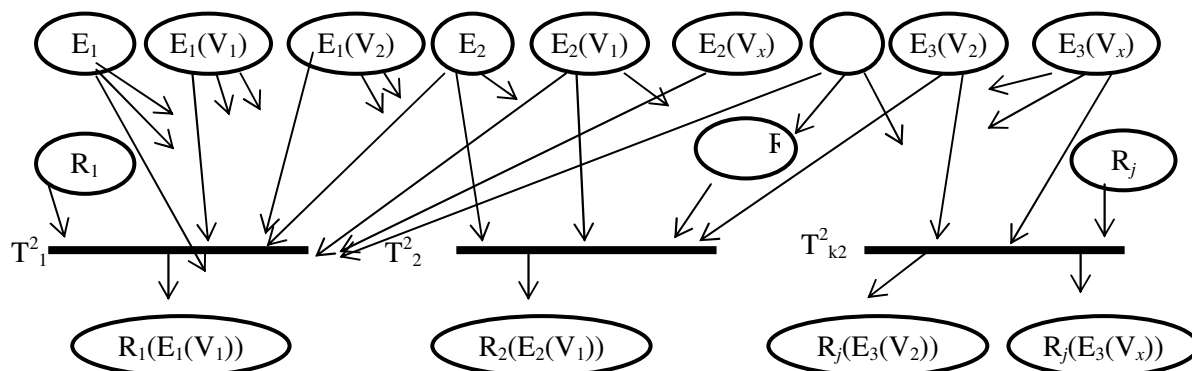 E₁ E₁(V₁) E₁(V₂) E₂ E₂(V₁) E₂(Vₓ) E₃(V₂) E₃(Vₓ)
R₁ Rⱼ
T²₁ T²₂ T²ₖ₂
R₁(E₁(V₁)) R₂(E₂(V₁)) Rⱼ(E₃(V₂)) Rⱼ(E₃(Vₓ))